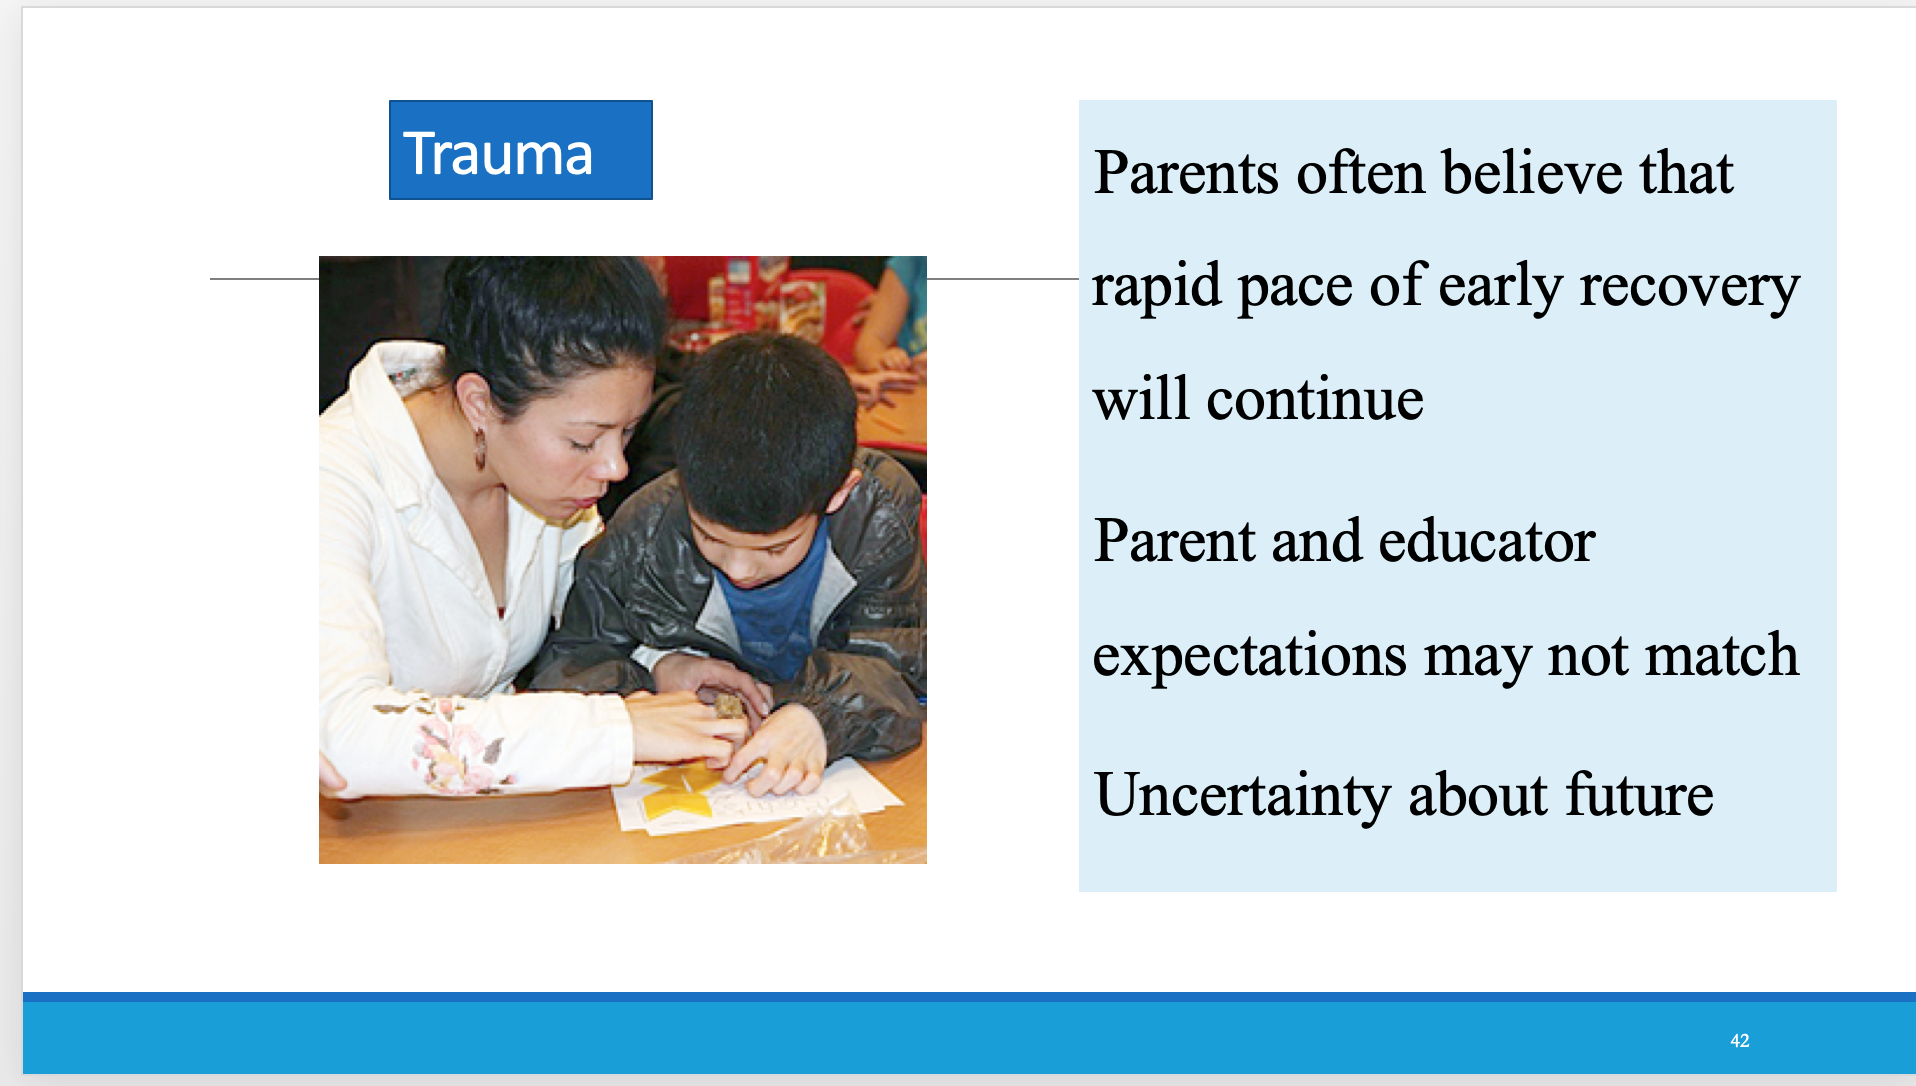 Trauma
Parents often believe that
rapid pace of early recovery
will continue
Parent and educator
expectations may not match
Uncertainty about future
42